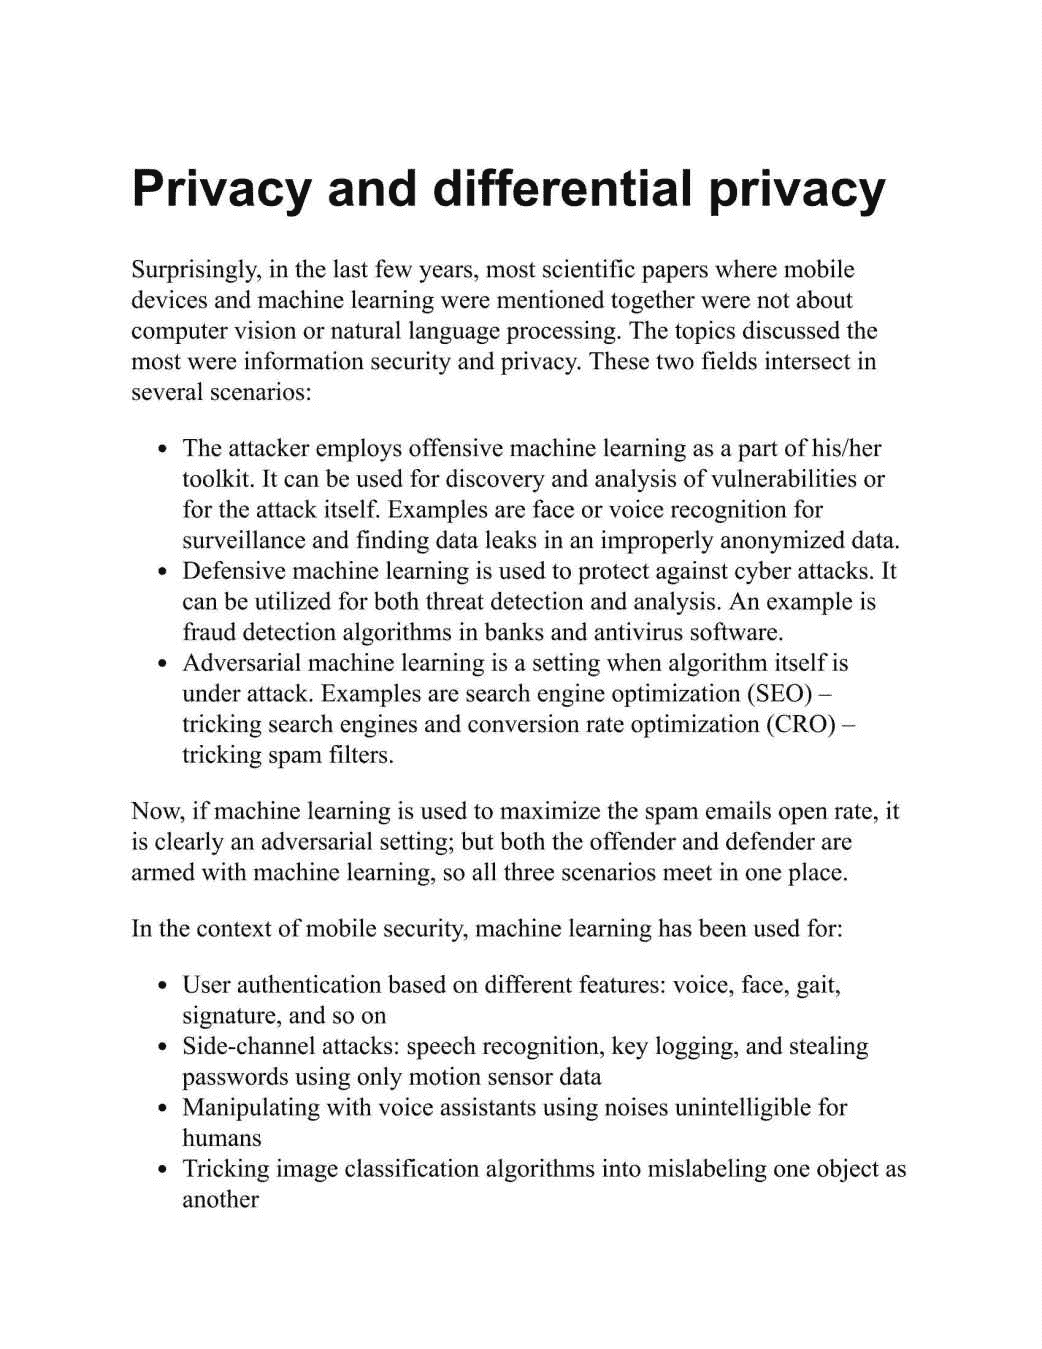 Privacy and differential privacy
Surprisingly, in the last few years, most scientific papers where mobile
devices and machine learning were mentioned together were not about
computer vision or natural language processing. The topics discussed the
most were information security and privacy. These two fields intersect in
several scenarios:
• The attacker employs offensive machine learning as a part of his/her
toolkit. It can be used for discovery and analysis of vulnerabilities or
for the attack itself. Examples are face or voice recognition for
surveillance and finding data leaks in an improperly anonymized data.
• Defensive machine learning is used to protect against cyber attacks. It
can be utilized for both threat detection and analysis. An example is
fraud detection algorithms in banks and antivirus software.
• Adversarial machine learning is a setting when algorithm itself is
under attack. Examples are search engine optimization (SEO) –
tricking search engines and conversion rate optimization (CRO) –
tricking spam filters.
Now, if machine learning is used to maximize the spam emails open rate, it
is clearly an adversarial setting; but both the offender and defender are
armed with machine learning, so all three scenarios meet in one place.
In the context of mobile security, machine learning has been used for:
• User authentication based on different features: voice, face, gait,
signature, and so on
• Side-channel attacks: speech recognition, key logging, and stealing
passwords using only motion sensor data
• Manipulating with voice assistants using noises unintelligible for
humans
• Tricking image classification algorithms into mislabeling one object as
another